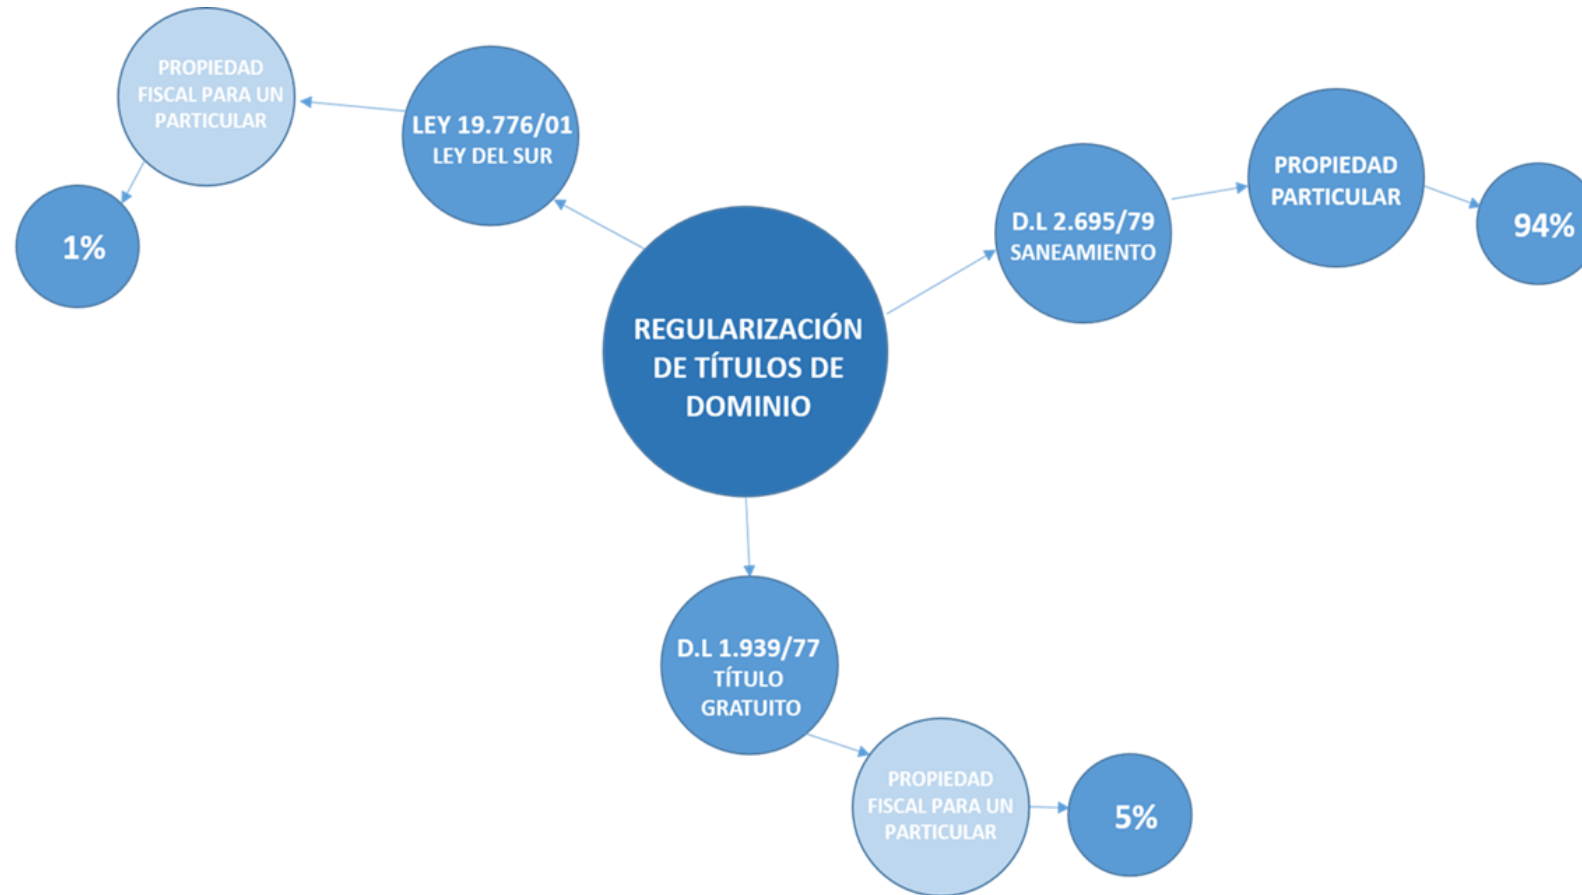 PROPIEDAD
FISCAL PARA UN
PARTICULAR
LEY 19.776/01
LEY DEL SUR
1%
PROPIEDAD
PARTICULAR
D.L 2.695/79
SANEAMIENTO
94%
REGULARIZACIÓN
DE TÍTULOS DE
DOMINIO
D.L 1.939/77
TÍTULO
GRATUITO
PROPIEDAD
FISCAL PARA UN
PARTICULAR
5%